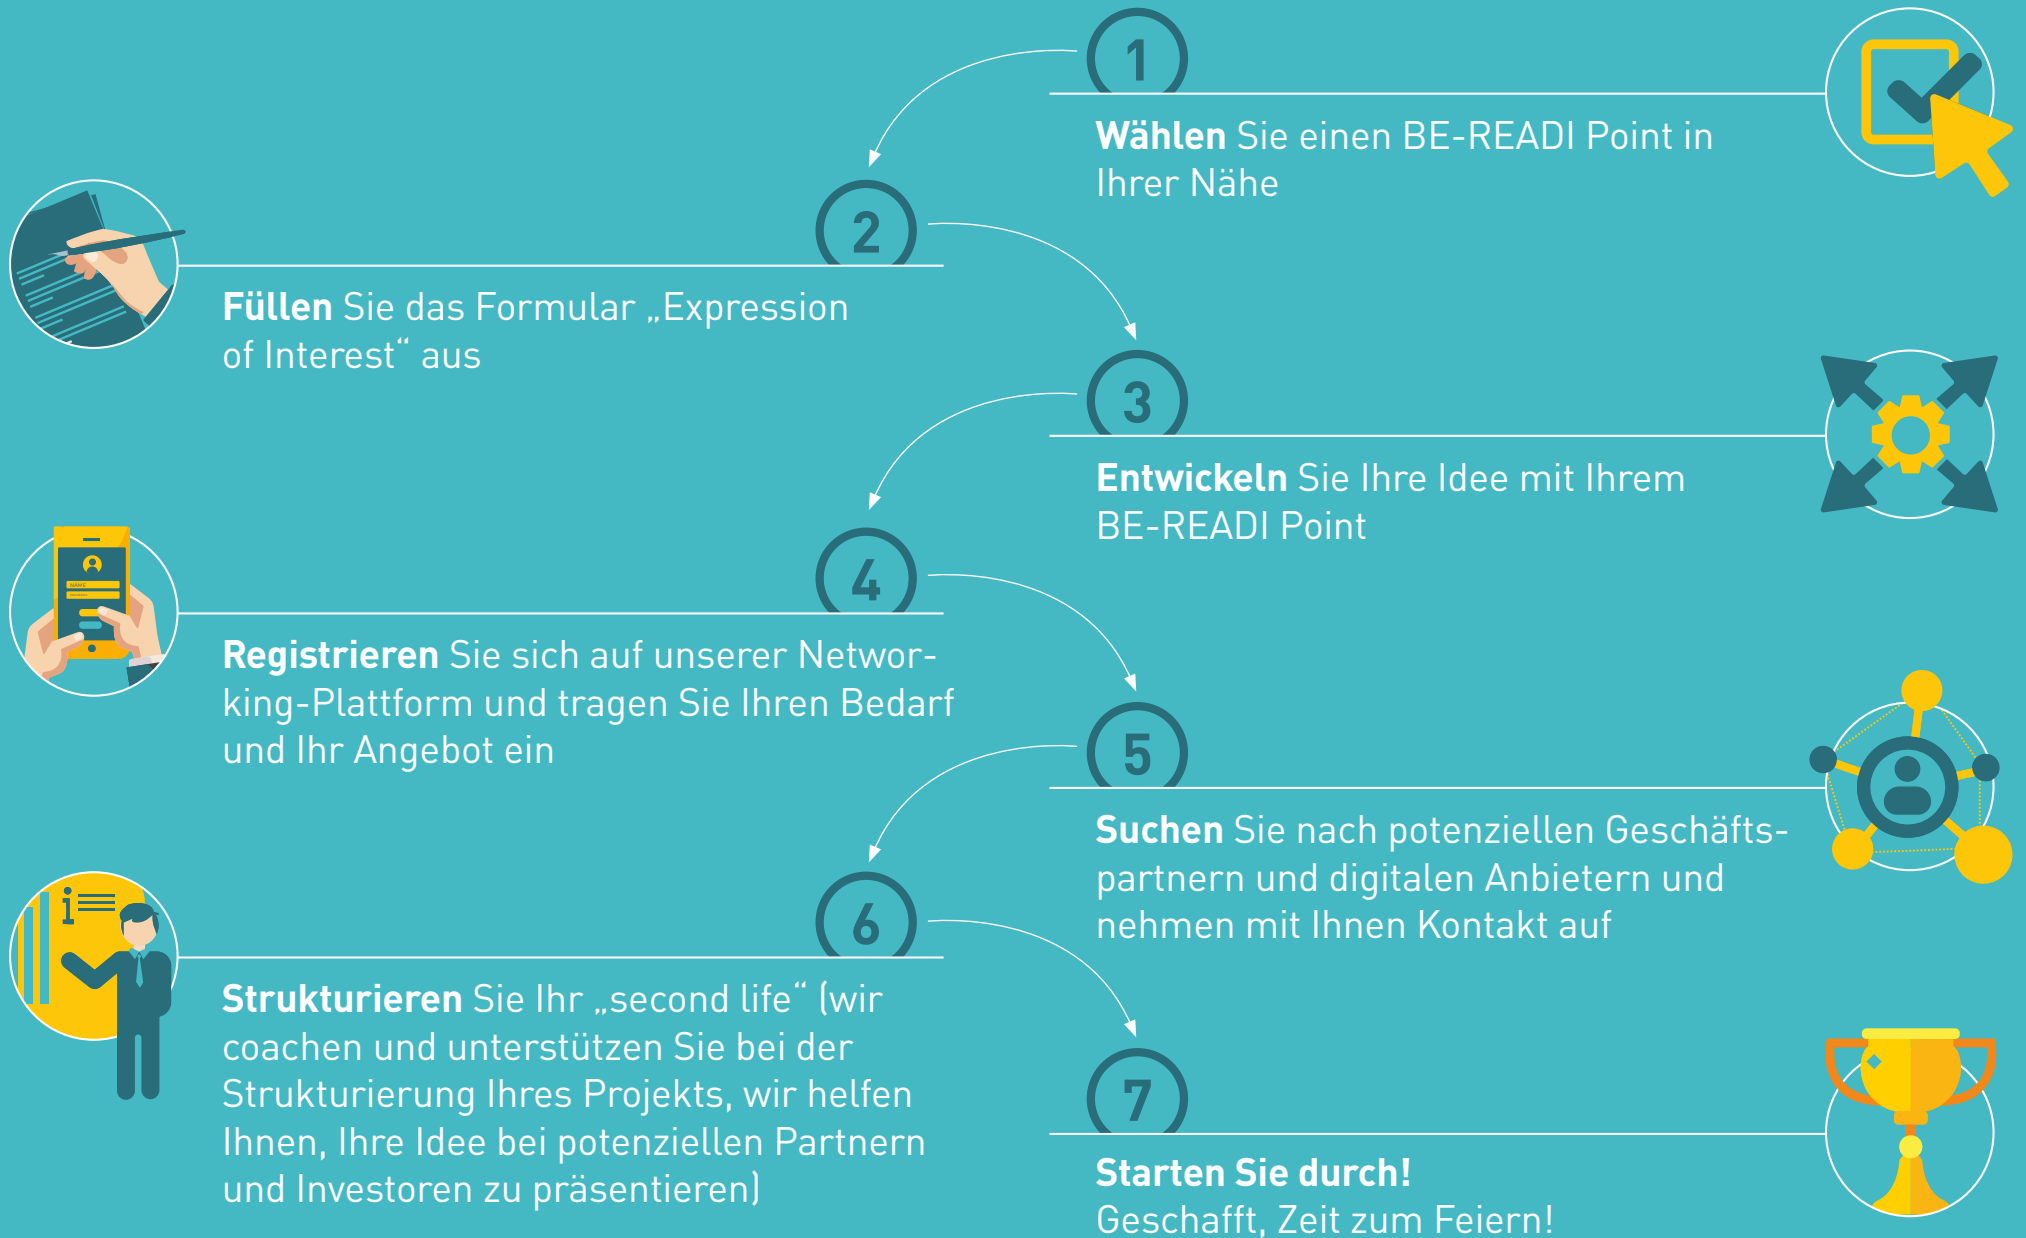 1
Wählen Sie einen BE-READI Point in
Ihrer Nähe
2
Füllen Sie das Formular „Expression
of Interest“ aus
3
Entwickeln Sie Ihre Idee mit Ihrem
BE-READI Point
4
NAME
Registrieren Sie sich auf unserer Networ-
king-Plattform und tragen Sie Ihren Bedarf
und Ihr Angebot ein
5
Suchen Sie nach potenziellen Geschäfts-
partnern und digitalen Anbietern und
nehmen mit Ihnen Kontakt auf
6
i
Strukturieren Sie Ihr „second life“ (wir
coachen und unterstützen Sie bei der
Strukturierung Ihres Projekts, wir helfen
Ihnen, Ihre Idee bei potenziellen Partnern
und Investoren zu präsentieren)
7
Starten Sie durch!
Geschafft, Zeit zum Feiern!